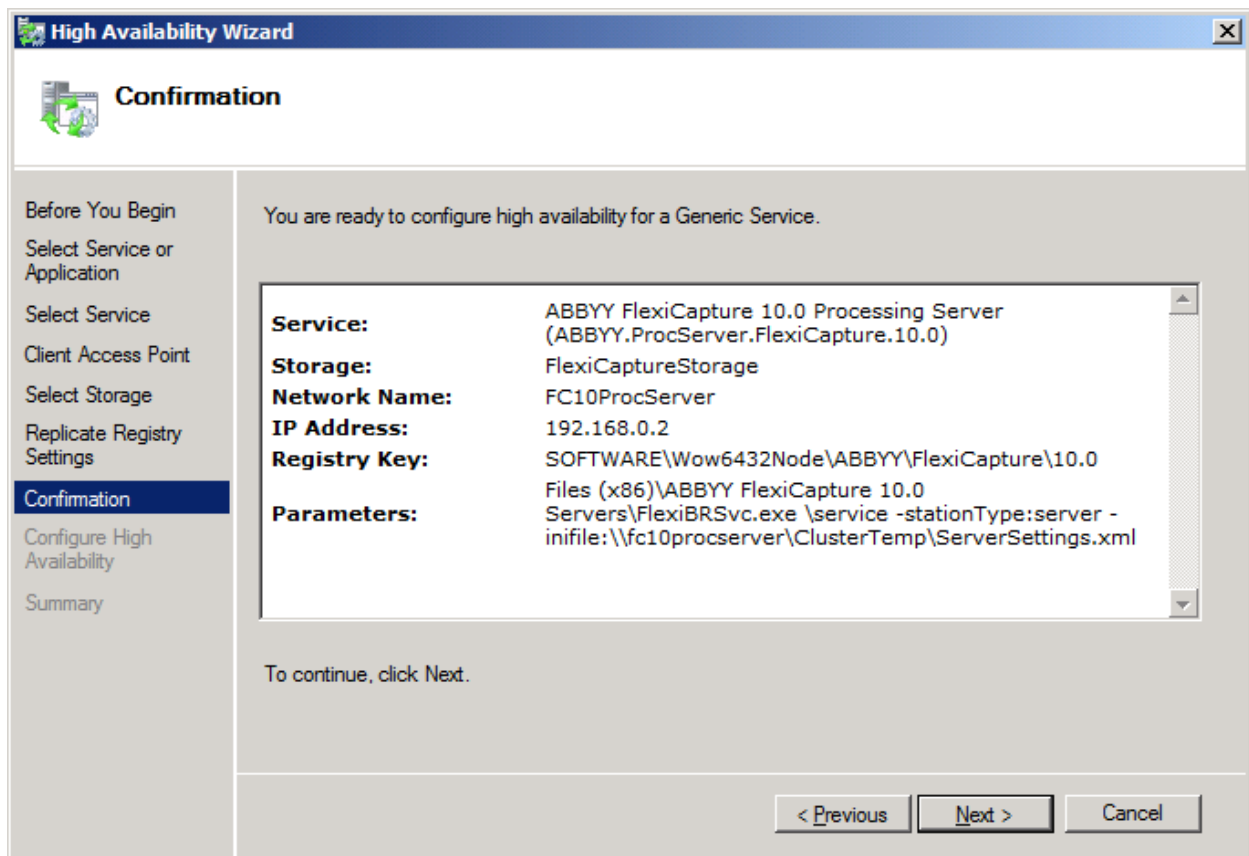 High Availability Wizard
Confirmation
Before You Begin
Select Service or
Application
Select Service
Client Access Point
Select Storage
Replicate Registry
Settings
Confirmation
Configure High
Availability
Summary
You are ready to configure high availability for a Generic Service.
Service: ABBYY FlexiCapture 10.0 Processing Server
(ABBYY.ProcServer.FlexiCapture.10.0)
Storage: FlexiCaptureStorage
Network Name: FC10ProcServer
IP Address: 192.168.0.2
Registry Key: SOFTWARE\Wow6432Node\ABBYY\FlexiCapture\10.0
Files (x86)\ABBYY FlexiCapture 10.0
Parameters: Servers\FlexiBRSvc.exe \service -stationType:server -
inifile:\\fc10procserver\ClusterTemp\ServerSettings.xml
To continue, click Next.
< Previous Next > Cancel